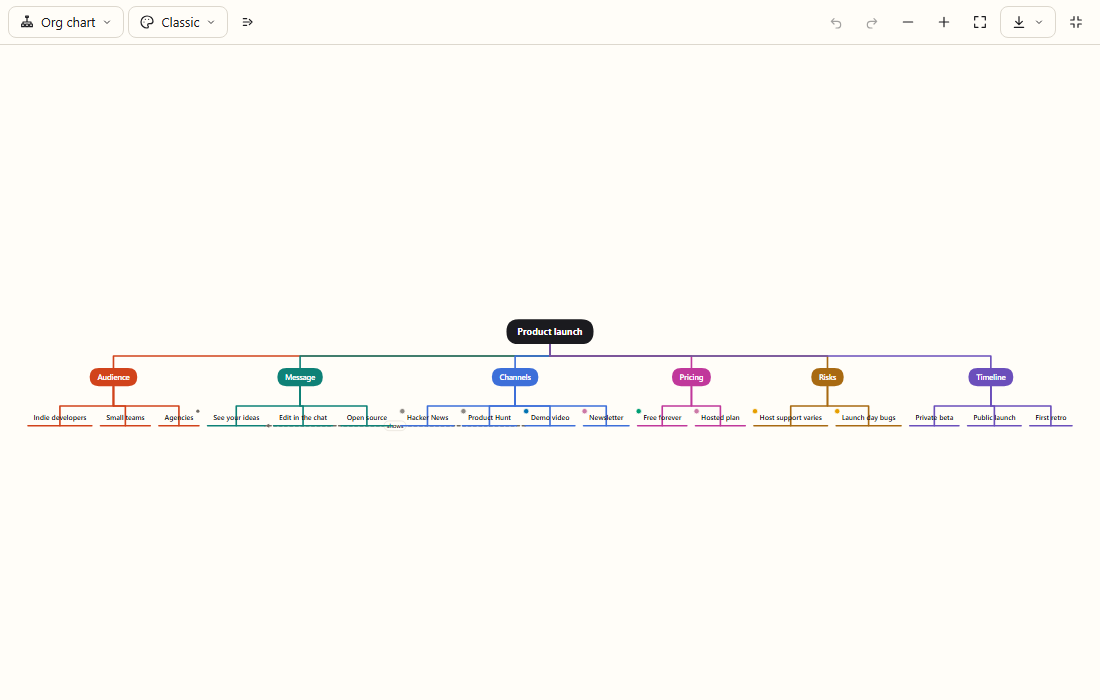 Org chart
Classic
Product launch
Audience
Message
Channels
Pricing
Risks
Timeline
Indie developers
Small teams
Agencies
See your ideas
Edit in the chat
Open source
Hacker News
Product Hunt
Demo video
Newsletter
Free forever
Hosted plan
Host support varies
Launch day bugs
Private beta
Public launch
First retro
shows